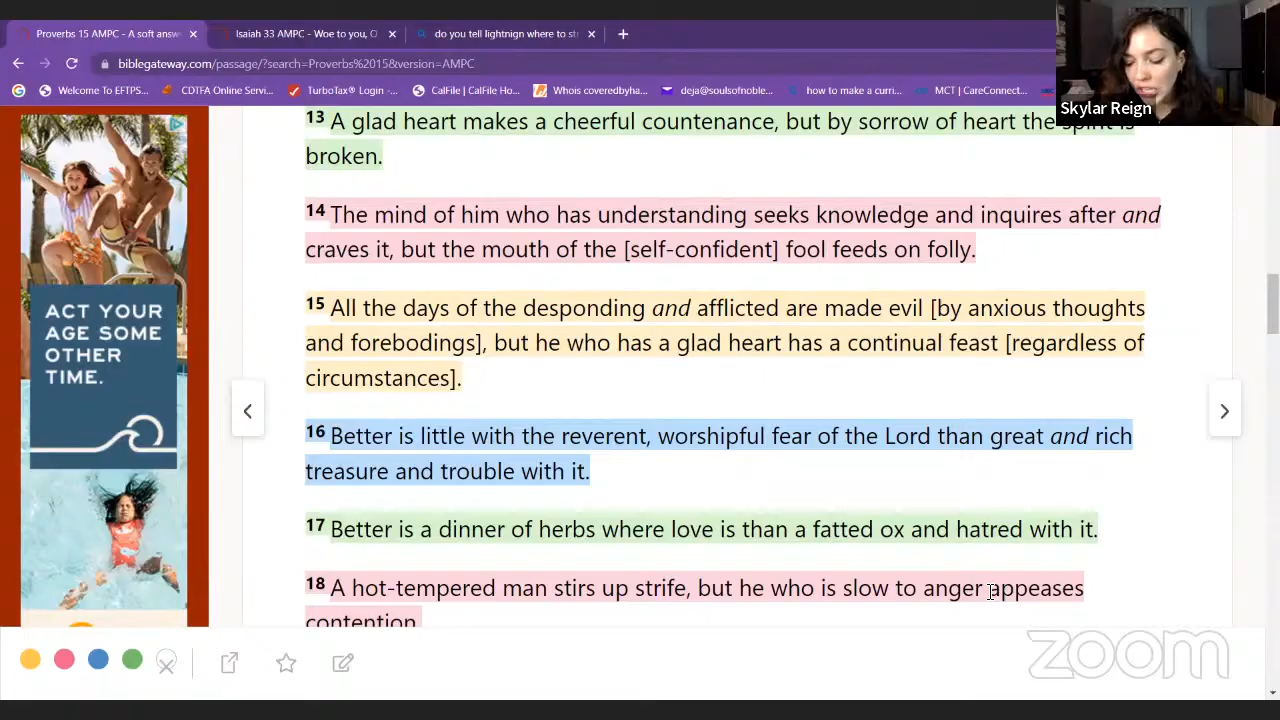 Proverbs 15 AMPC - A soft answ
Isaiah 33 AMPC - Woe to you, O
do you tell lightnign where to st
biblegateway.com/passage/?search=Proverbs%2015&version=AMPC
Welcome To EFTPS...
CDTFA Online Servi...
TurboTax® Login -...
CalFile | CalFile Ho...
Whois coveredbyha...
deja@soulsofnoble...
how to make a curri...
MCT | CareConnect...
Skylar Reign
13 A glad heart makes a cheerful countenance, but by sorrow of heart the spirit is
broken.
14 The mind of him who has understanding seeks knowledge and inquires after and
craves it, but the mouth of the [self-confident] fool feeds on folly.
15 All the days of the desponding and afflicted are made evil [by anxious thoughts
and forebodings], but he who has a glad heart has a continual feast [regardless of
circumstances].
16 Better is little with the reverent, worshipful fear of the Lord than great and rich
treasure and trouble with it.
17 Better is a dinner of herbs where love is than a fatted ox and hatred with it.
18 A hot-tempered man stirs up strife, but he who is slow to anger appeases
contention.
ACT YOUR
AGE SOME
OTHER
TIME.
zoom